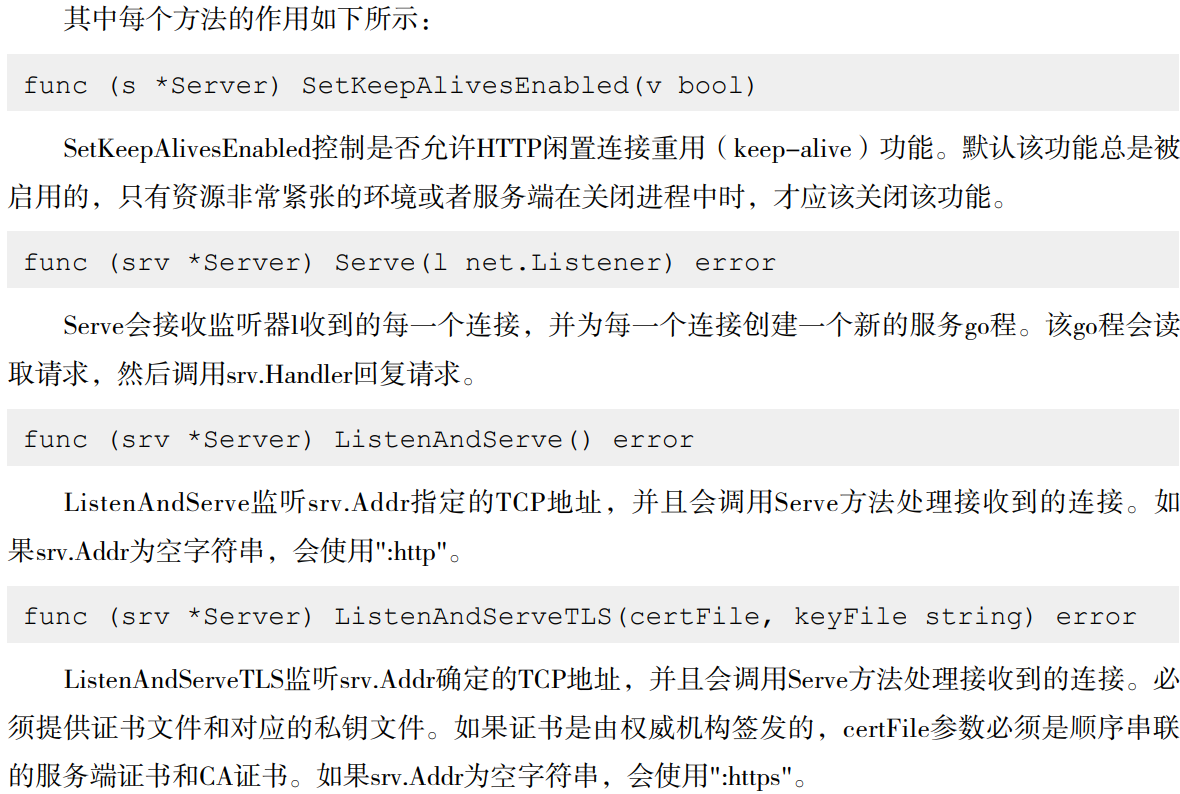 其中每个方法的作用如下所示：
func (s *Server) SetKeepAlivesEnabled(v bool)
SetKeepAlivesEnabled控制是否允许HTTP闲置连接重用（keep-alive）功能。默认该功能总是被
启用的，只有资源非常紧张的环境或者服务端在关闭进程中时，才应该关闭该功能。
func (srv *Server) Serve(l net.Listener) error
Serve会接收监听器l收到的每一个连接，并为每一个连接创建一个新的服务go程。该go程会读
取请求，然后调用srv.Handler回复请求。
func (srv *Server) ListenAndServe() error
ListenAndServe监听srv.Addr指定的TCP地址，并且会调用Serve方法处理接收到的连接。如
果srv.Addr为空字符串，会使用":http"。
func (srv *Server) ListenAndServeTLS(certFile, keyFile string) error
ListenAndServeTLS监听srv.Addr确定的TCP地址，并且会调用Serve方法处理接收到的连接。必
须提供证书文件和对应的私钥文件。如果证书是由权威机构签发的，certFile参数必须是顺序串联
的服务端证书和CA证书。如果srv.Addr为空字符串，会使用":https"。